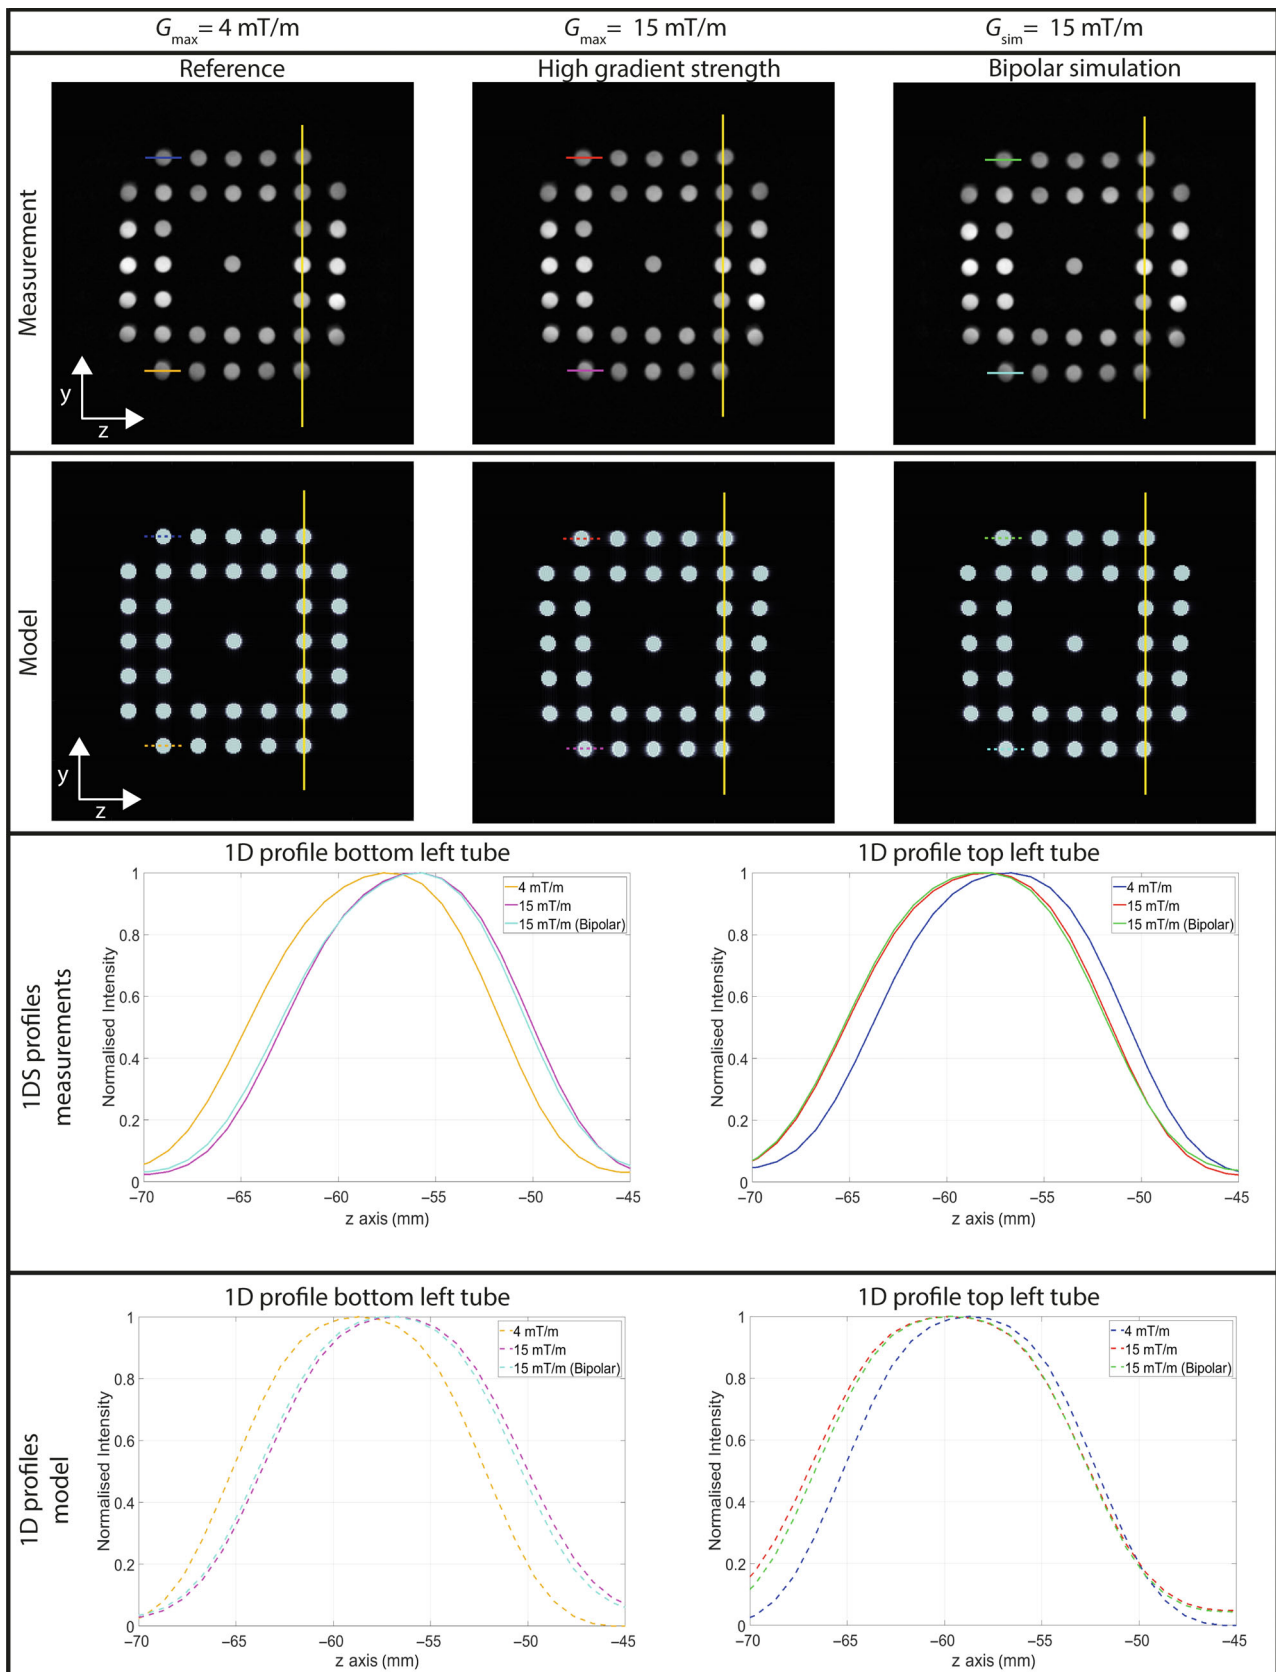 Gmax= 4 mT/m
Gmax= 15 mT/m
Gsim= 15 mT/m
Reference
High gradient strength
Bipolar simulation
Measurement
y
z
Model
y
z
1DS profiles
measurements
1D profile bottom left tube
Normalised Intensity
1
0.8
0.6
0.4
0.2
0
4 mT/m
15 mT/m
15 mT/m (Bipolar)
−70
−65
−60
−55
−50
−45
z axis (mm)
1D profile top left tube
Normalised Intensity
1
0.8
0.6
0.4
0.2
0
4 mT/m
15 mT/m
15 mT/m (Bipolar)
−70
−65
−60
−55
−50
−45
z axis (mm)
1D profiles
model
1D profile bottom left tube
Normalised Intensity
1
0.8
0.6
0.4
0.2
0
4 mT/m
15 mT/m
15 mT/m (Bipolar)
−70
−65
−60
−55
−50
−45
z axis (mm)
1D profile top left tube
Normalised Intensity
1
0.8
0.6
0.4
0.2
0
4 mT/m
15 mT/m
15 mT/m (Bipolar)
−70
−65
−60
−55
−50
−45
z axis (mm)